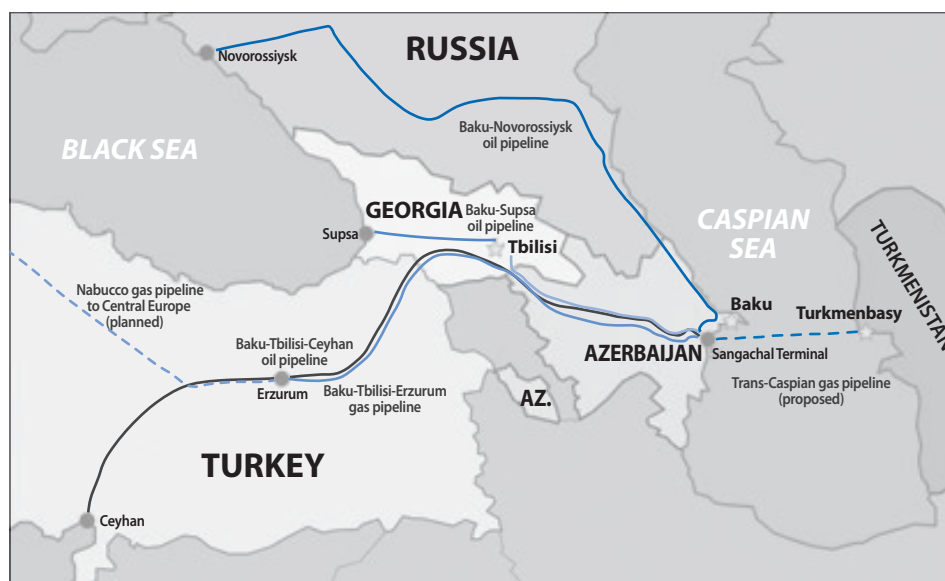 RUSSIA
Novorossiysk
Baku-Novorossiysk
oil pipeline
BLACK SEA
GEORGIA
Baku-Supsa
oil pipeline
Supsa
Tbilisi
CASPIAN
SEA
TURKMENISTAN
Nabucco gas pipeline
to Central Europe
(planned)
Baku
Turkmenbasy
Baku-Tbilisi-Ceyhan
oil pipeline
AZERBAIJAN
Sangachal Terminal
Erzurum
Baku-Tbilisi-Erzurum
gas pipeline
Trans-Caspian gas pipeline
(proposed)
AZ.
TURKEY
Ceyhan